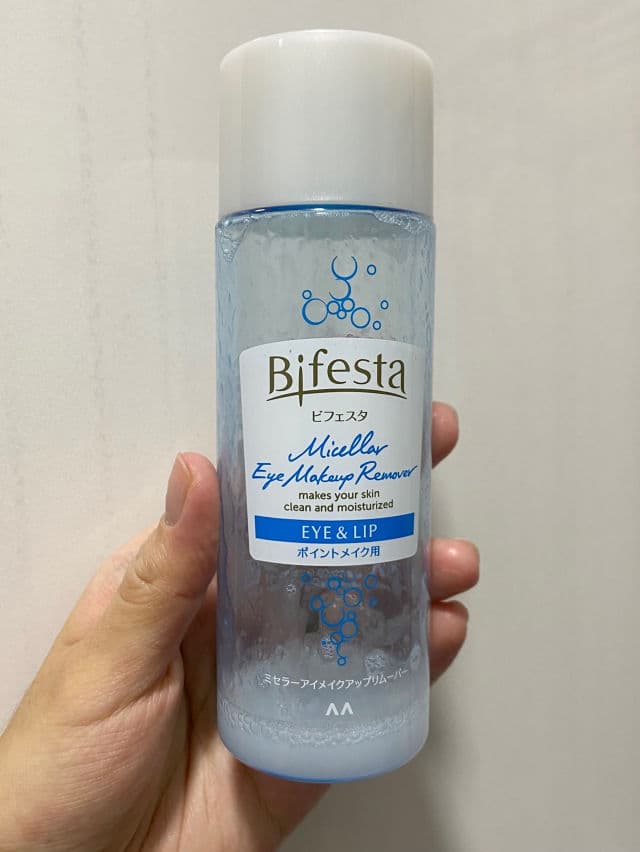 Bifesta
ビフェスタ
Micellar
Eye Makeup Remover
makes your skin
clean and moisturized
EYE & LIP
ポイントメイク用
ミセラーアイメイクアップリムーバー